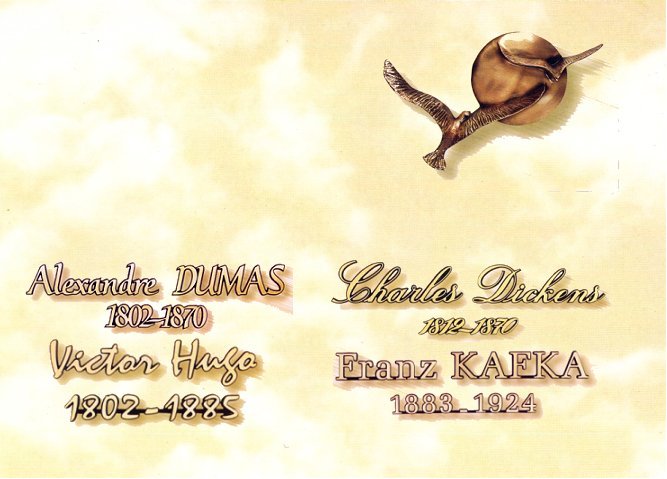 Alexandre DUMAS
1802-1870
Victor Hugo
1802-1885
Charles Dickens
1812-1870
Franz KAFKA
1883-1924